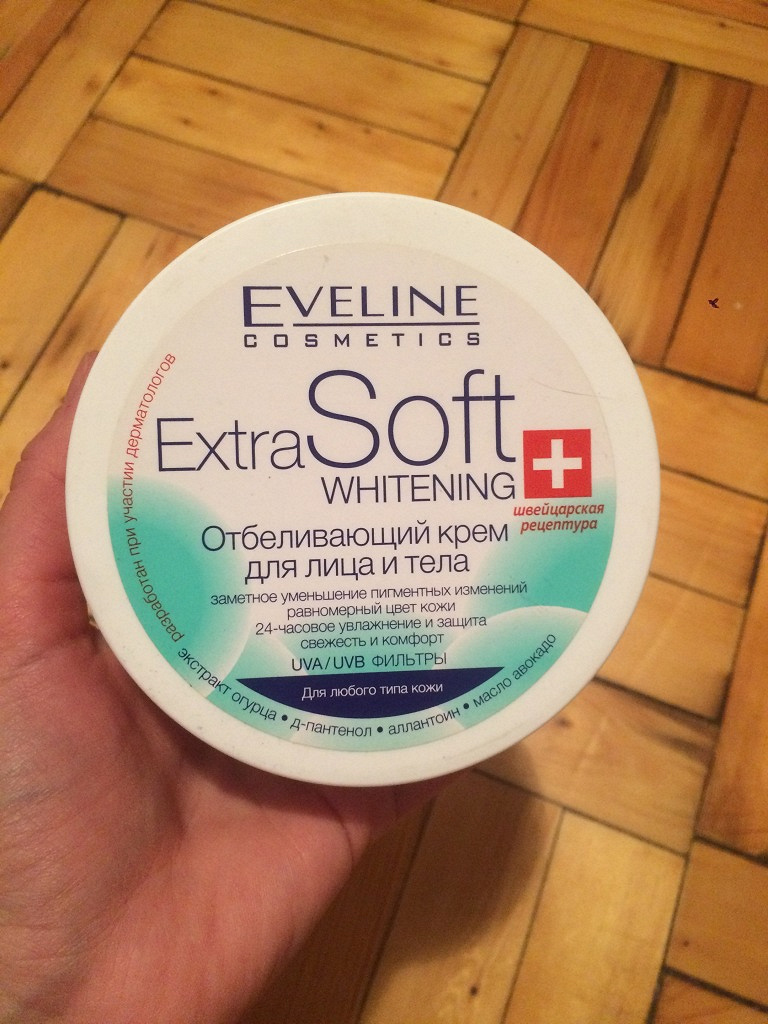 EVELINE
COSMETICS
Extra Soft
WHITENING
швейцарская
рецептура
Отбеливающий крем
для лица и тела
заметное уменьшение пигментных изменений
равномерный цвет кожи
24-часовое увлажнение и защита
свежесть и комфорт
UVA / UVB ФИЛЬТРЫ
Для любого типа кожи
разработан при участии дерматологов
экстракт огурца • д-пантенол • аллантоин • масло авокадо